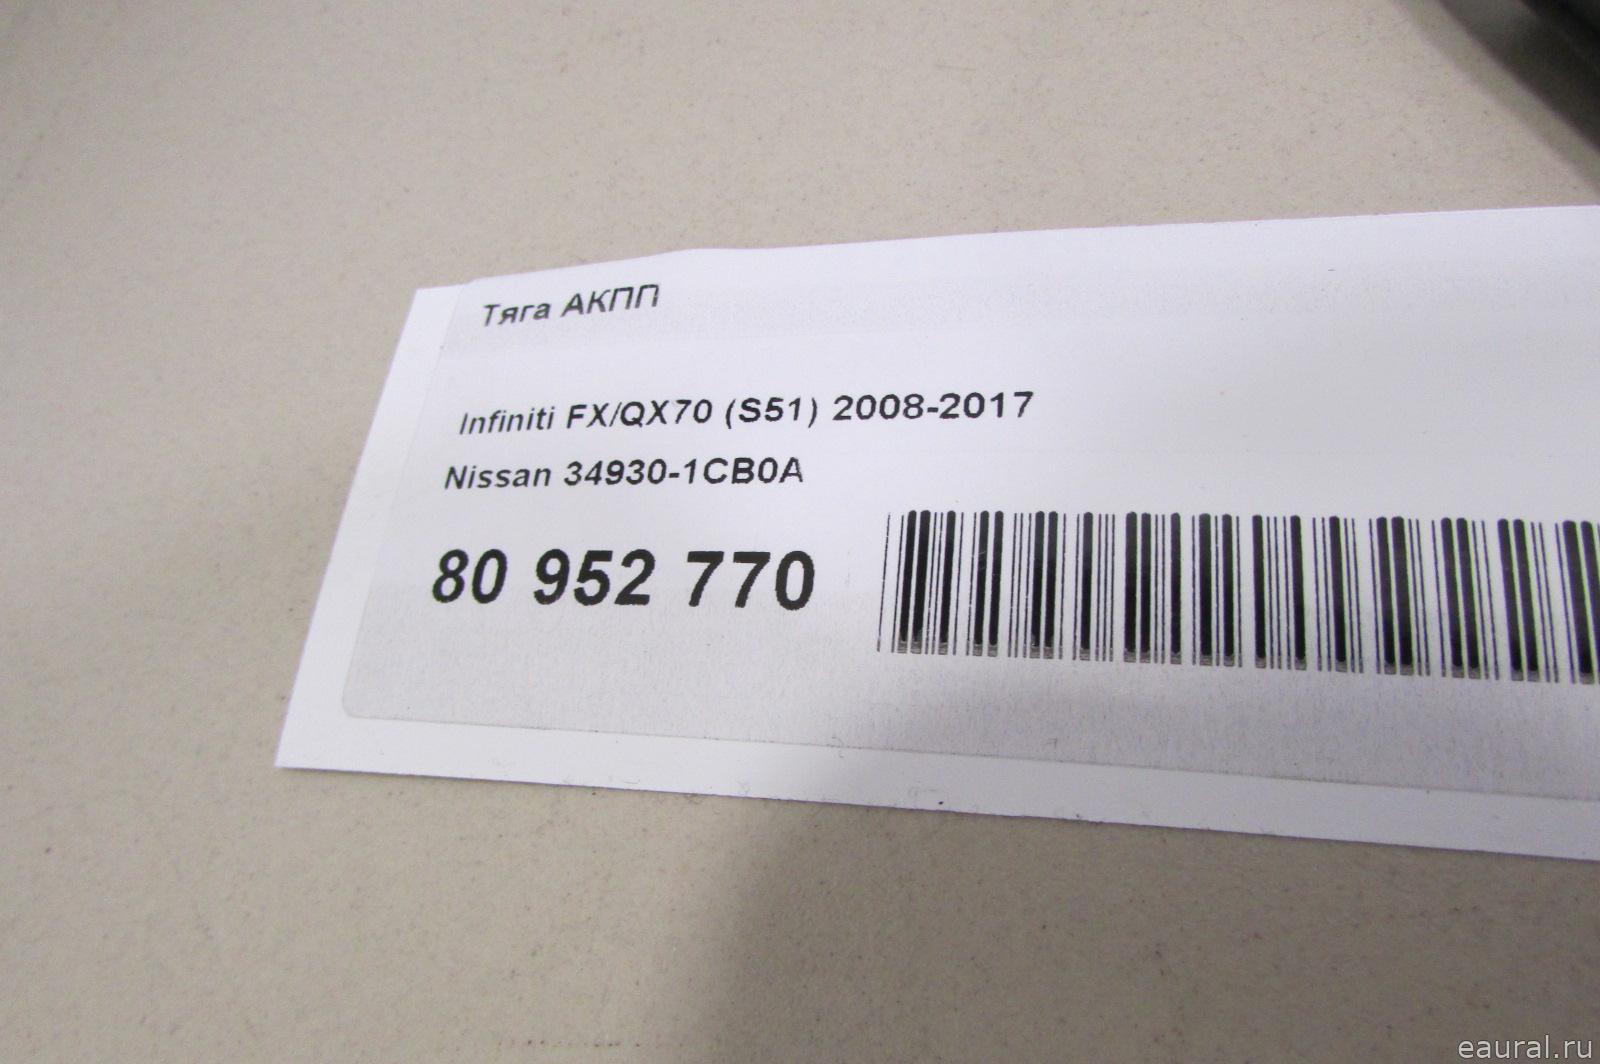 Тяга АКПП
Infiniti FX/QX70 (S51) 2008-2017
Nissan 34930-1CB0A
80 952 770
eaural.ru